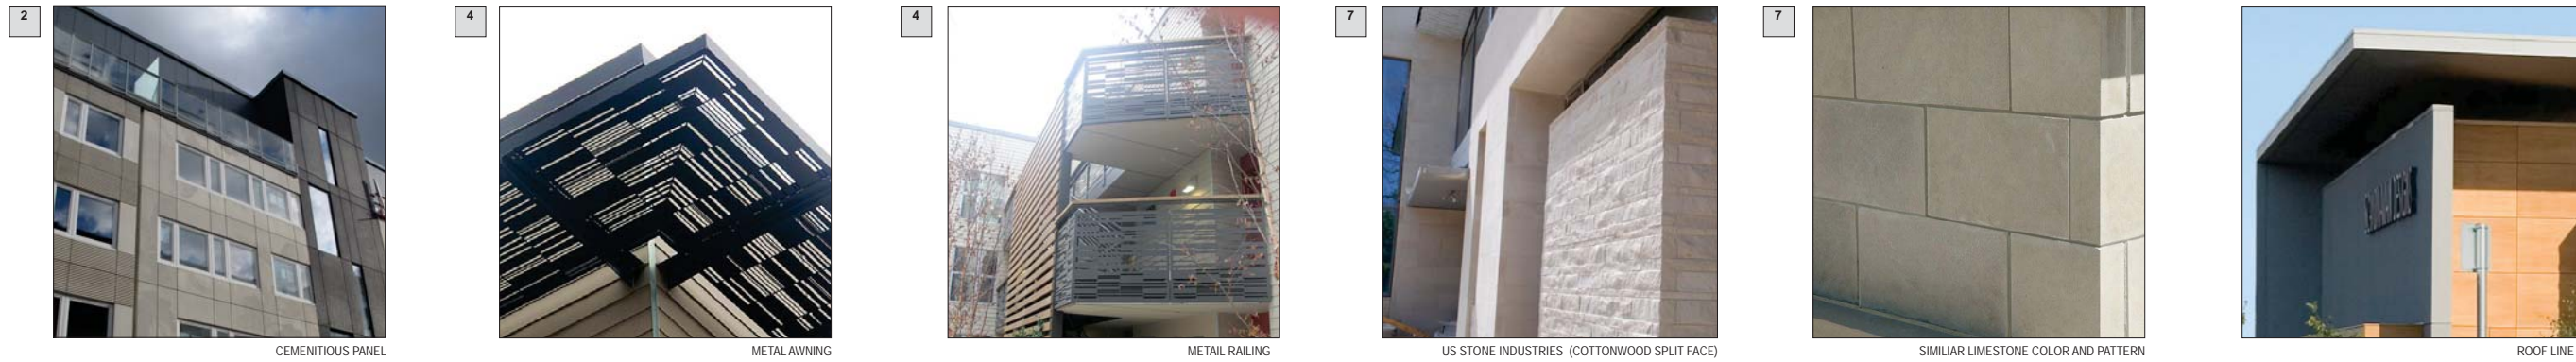 2
CEMENITIOUS PANEL
4
METAL AWNING
4
METAIL RAILING
7
US STONE INDUSTRIES (COTTONWOOD SPLIT FACE)
7
SIMILIAR LIMESTONE COLOR AND PATTERN
ROOF LINE